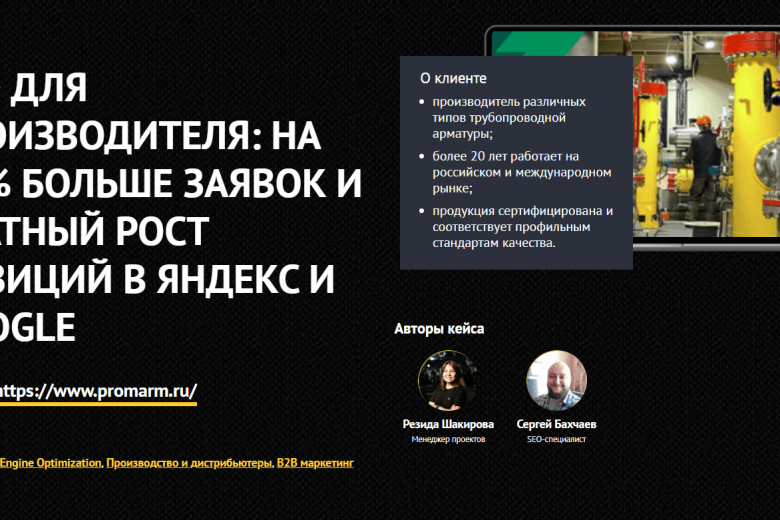 ДЛЯ
ОИЗВОДИТЕЛЯ: НА
% БОЛЬШЕ ЗАЯВОК И
АТНЫЙ РОСТ
ЗИЦИЙ В ЯНДЕКС И
OGLE
https://www.promarm.ru/
Engine Optimization, Производство и дистрибьютеры, B2B маркетинг
О клиенте
• производитель различных
типов трубопроводной
арматуры;
• более 20 лет работает на
российском и международном
рынке;
• продукция сертифицирована и
соответствует профильным
стандартам качества.
Авторы кейса
Резида Шакирова
Менеджер проектов
Сергей Бахчаев
SEO-специалист